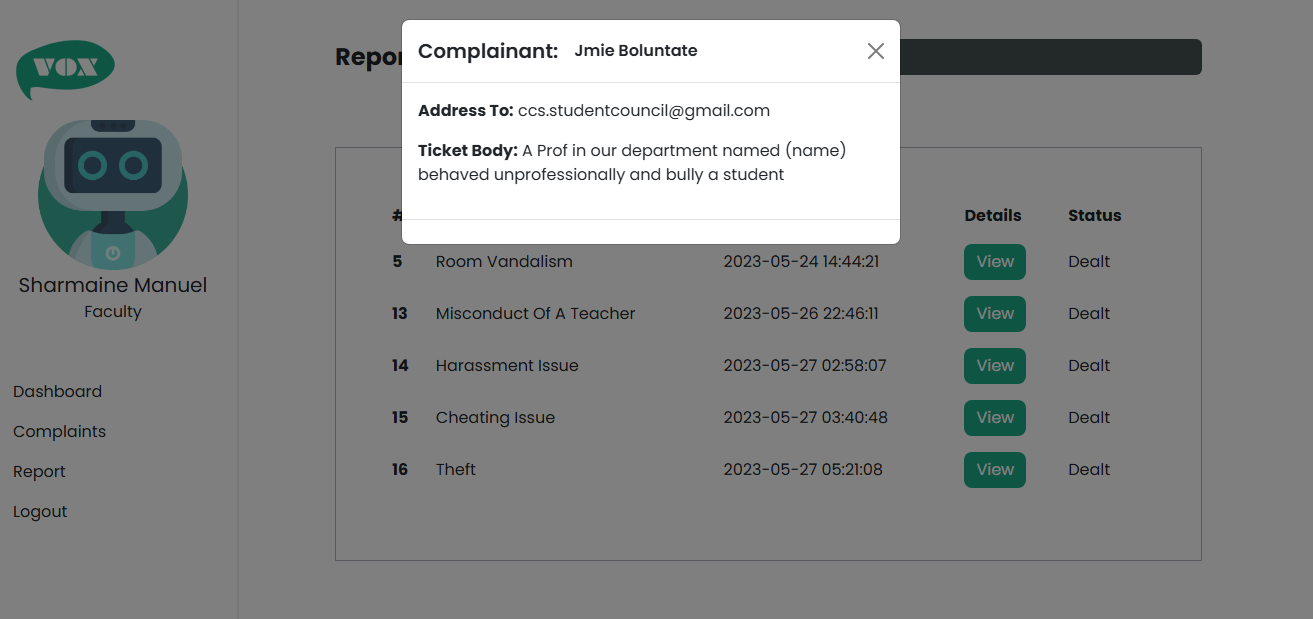 VOX
Sharmaine Manuel
Faculty
Dashboard
Complaints
Report
Logout
Complainant: Jmie Boluntate
Address To: ccs.studentcouncil@gmail.com
Ticket Body: A Prof in our department named (name)
behaved unprofessionally and bully a student
# Details Status
5 Room Vandalism 2023-05-24 14:44:21 View Dealt
13 Misconduct Of A Teacher 2023-05-26 22:46:11 View Dealt
14 Harassment Issue 2023-05-27 02:58:07 View Dealt
15 Cheating Issue 2023-05-27 03:40:48 View Dealt
16 Theft 2023-05-27 05:21:08 View Dealt